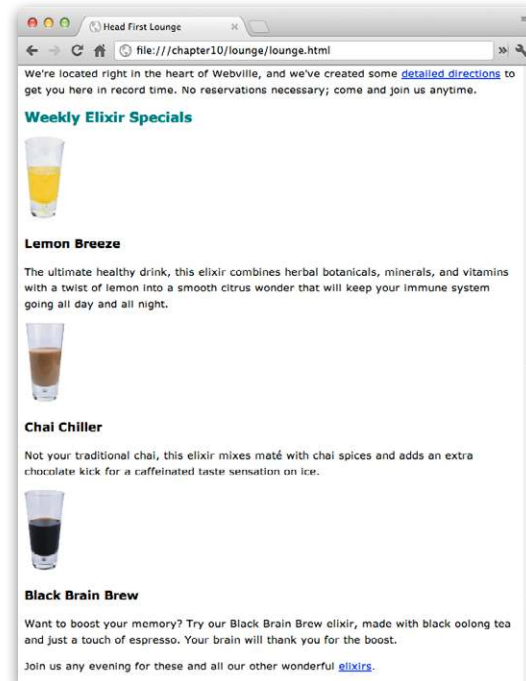 Head First Lounge
file:///chapter10/lounge/lounge.html
We're located right in the heart of Webville, and we've created some detailed directions to
get you here in record time. No reservations necessary; come and join us anytime.
Weekly Elixir Specials
Lemon Breeze
The ultimate healthy drink, this elixir combines herbal botanicals, minerals, and vitamins
with a twist of lemon into a smooth citrus wonder that will keep your immune system
going all day and all night.
Chai Chiller
Not your traditional chai, this elixir mixes maté with chai spices and adds an extra
chocolate kick for a caffeinated taste sensation on ice.
Black Brain Brew
Want to boost your memory? Try our Black Brain Brew elixir, made with black oolong tea
and just a touch of espresso. Your brain will thank you for the boost.
Join us any evening for these and all our other wonderful elixirs.